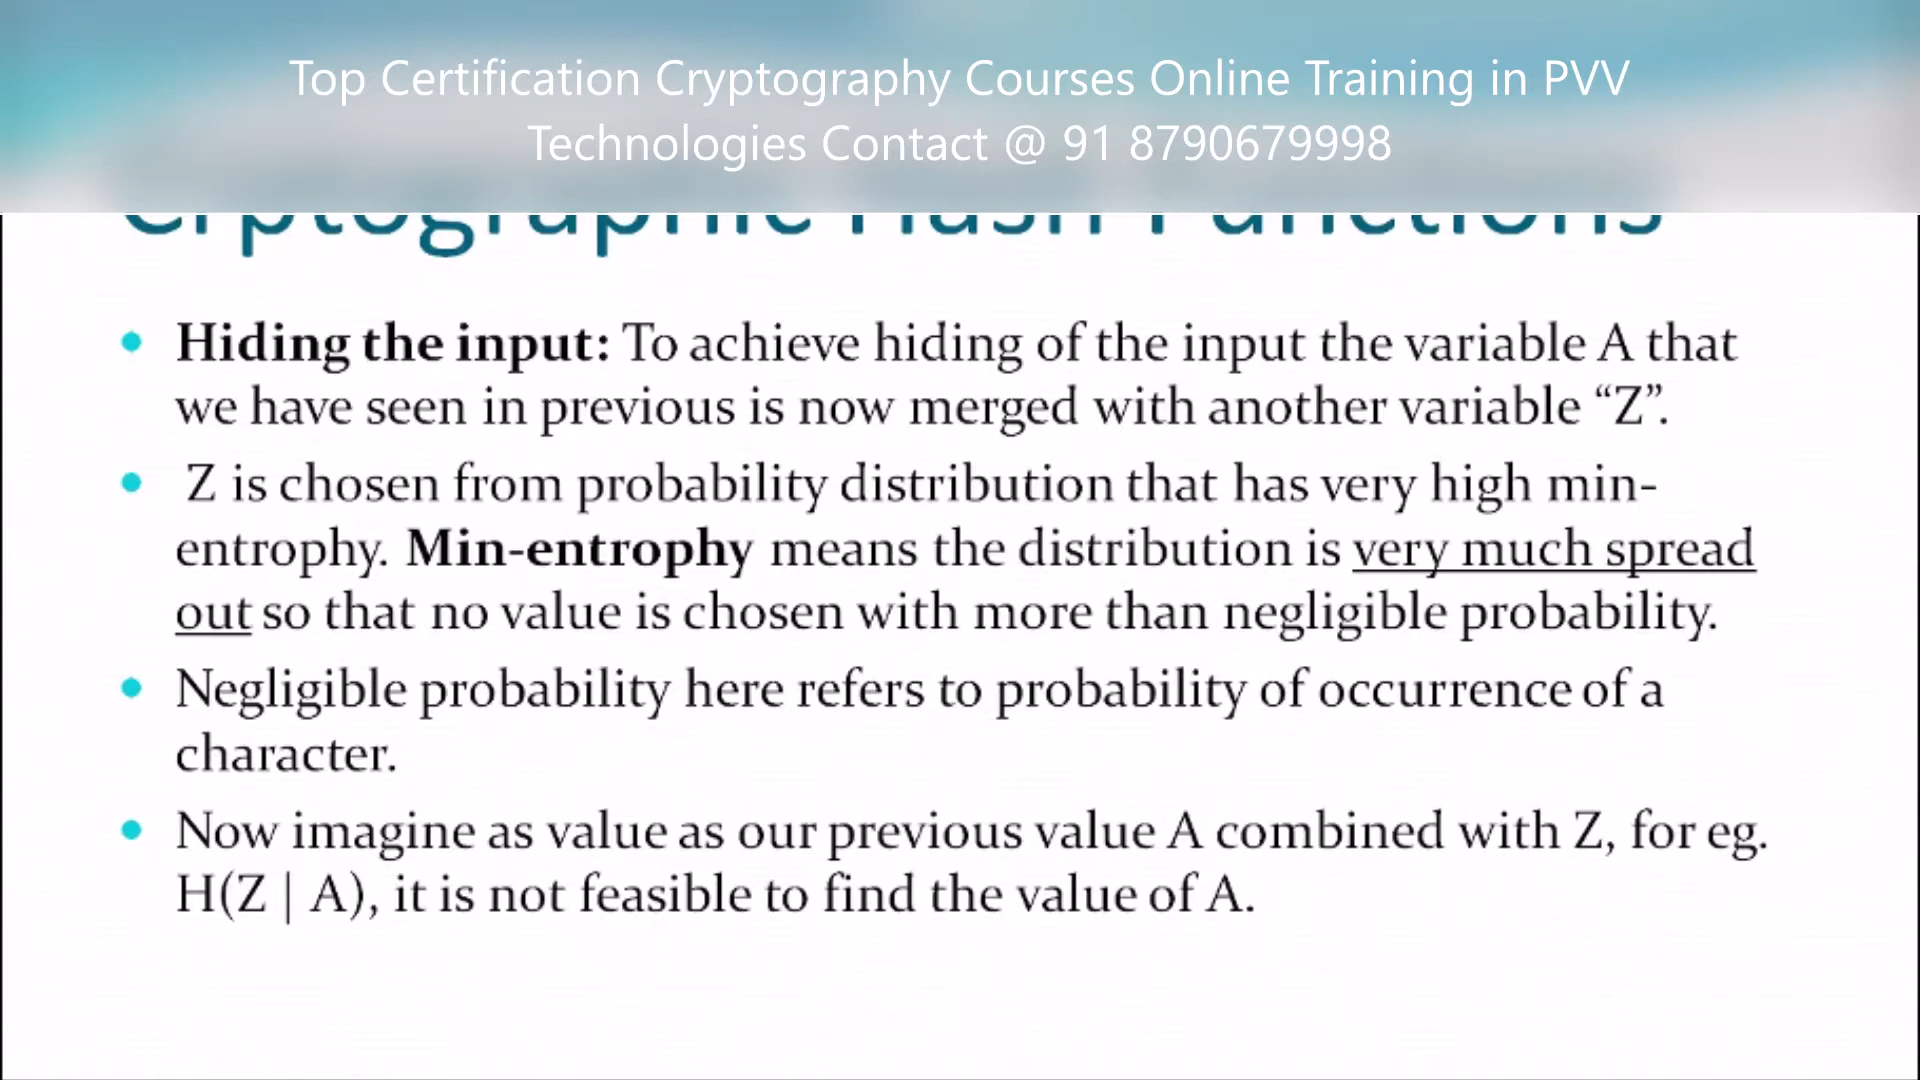 Top Certification Cryptography Courses Online Training in PVV
Technologies Contact @ 91 8790679998
Hiding the input: To achieve hiding of the input the variable A that
we have seen in previous is now merged with another variable “Z”.
Z is chosen from probability distribution that has very high min-
entrophy. Min-entrophy means the distribution is very much spread
out so that no value is chosen with more than negligible probability.
Negligible probability here refers to probability of occurrence of a
character.
Now imagine as value as our previous value A combined with Z, for eg.
H(Z | A), it is not feasible to find the value of A.